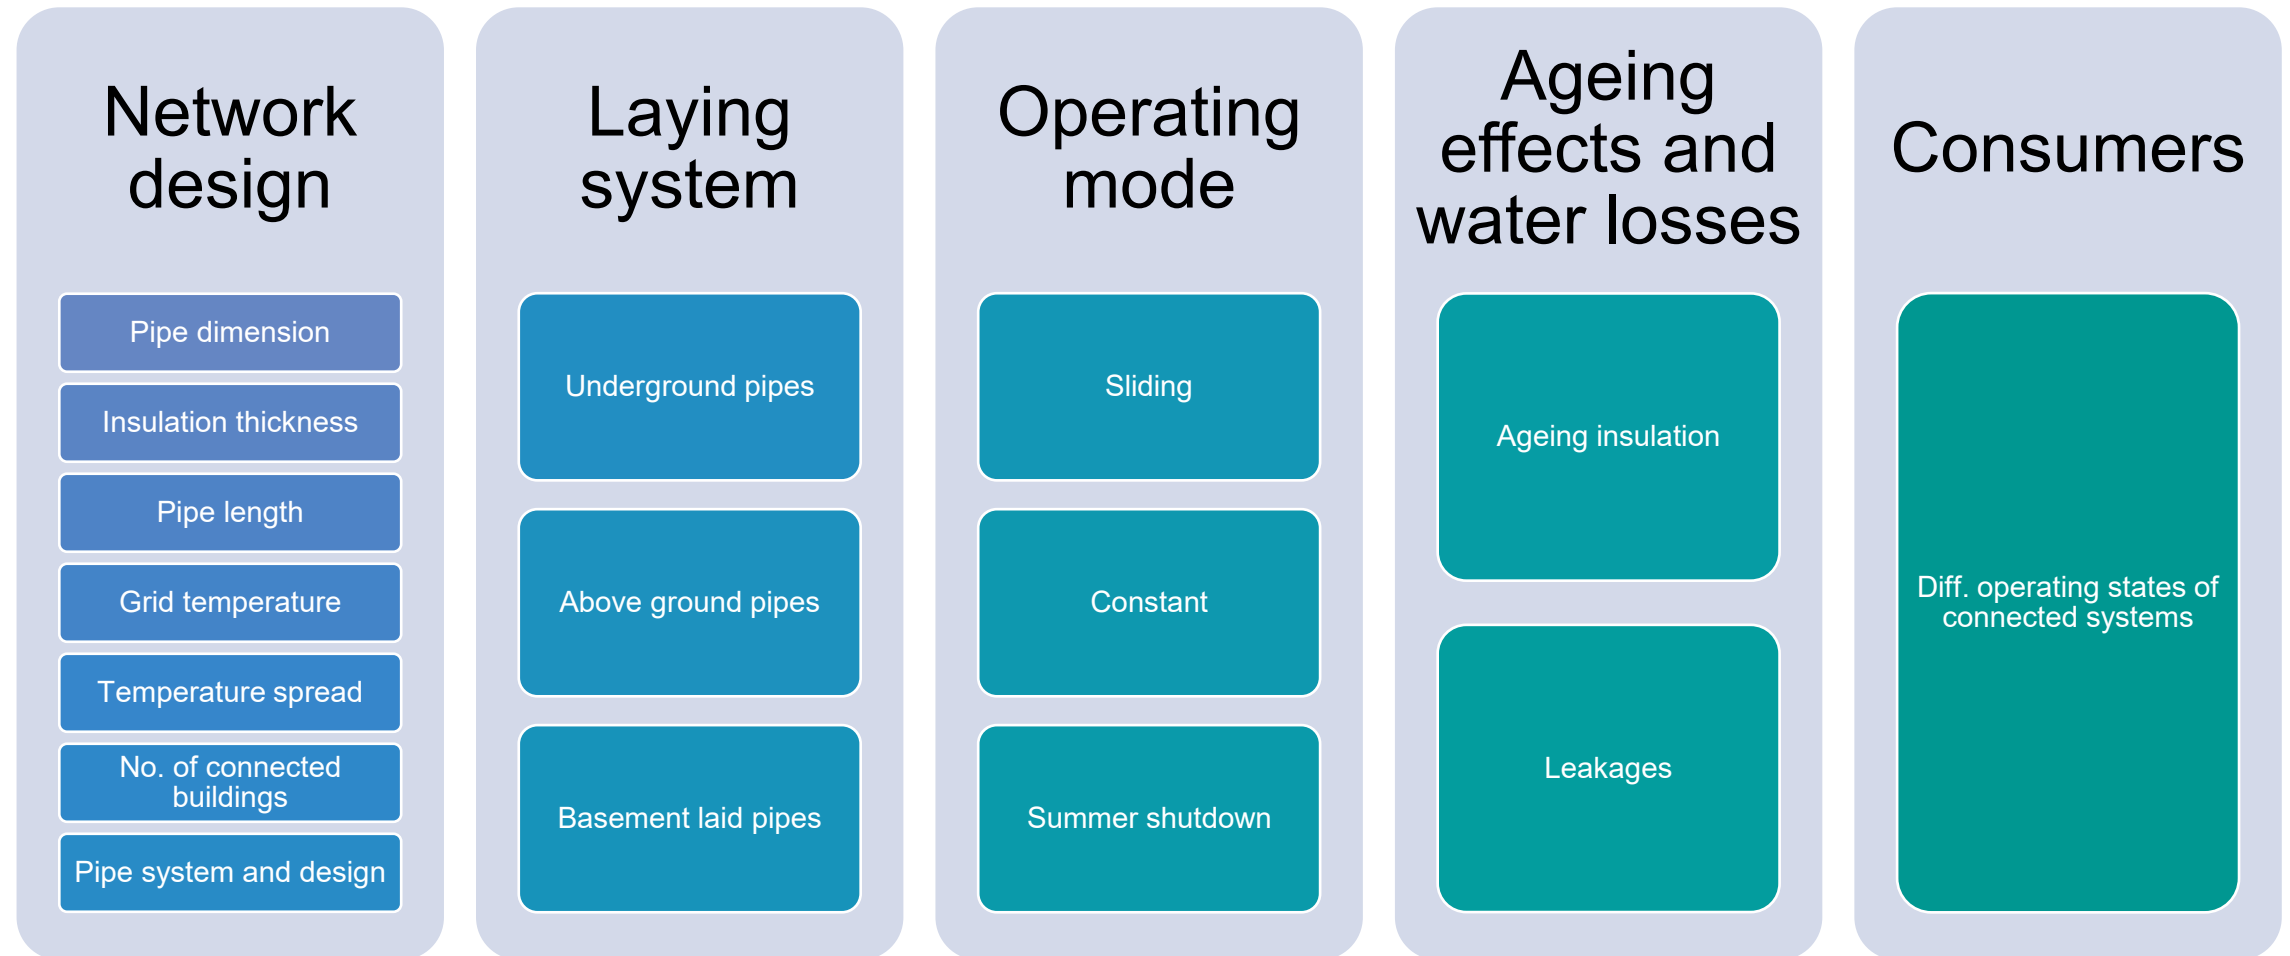 Network
design
Pipe dimension
Insulation thickness
Pipe length
Grid temperature
Temperature spread
No. of connected
buildings
Pipe system and design
Laying
system
Underground pipes
Above ground pipes
Basement laid pipes
Operating
mode
Sliding
Constant
Summer shutdown
Ageing
effects and
water losses
Ageing insulation
Leakages
Consumers
Diff. operating states of
connected systems